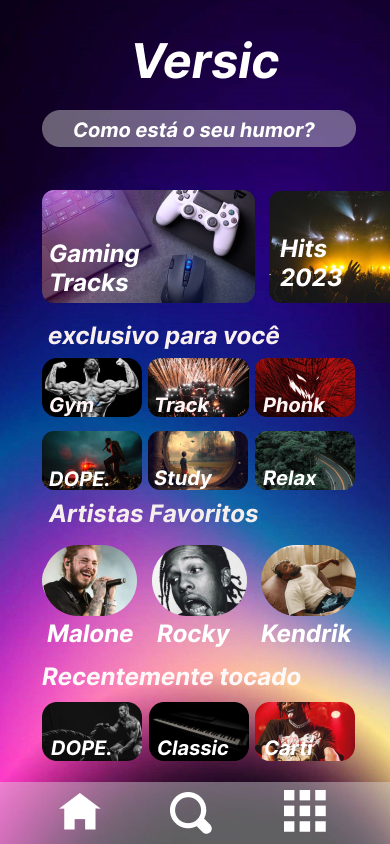 Versic
Como está o seu humor?
Gaming
Tracks
Hits
2023
exclusivo para você
Gym
Track
Phonk
DOPE.
Study
Relax
Artistas Favoritos
Malone
Rocky
Kendrik
Recentemente tocado
DOPE.
Classic
Carti